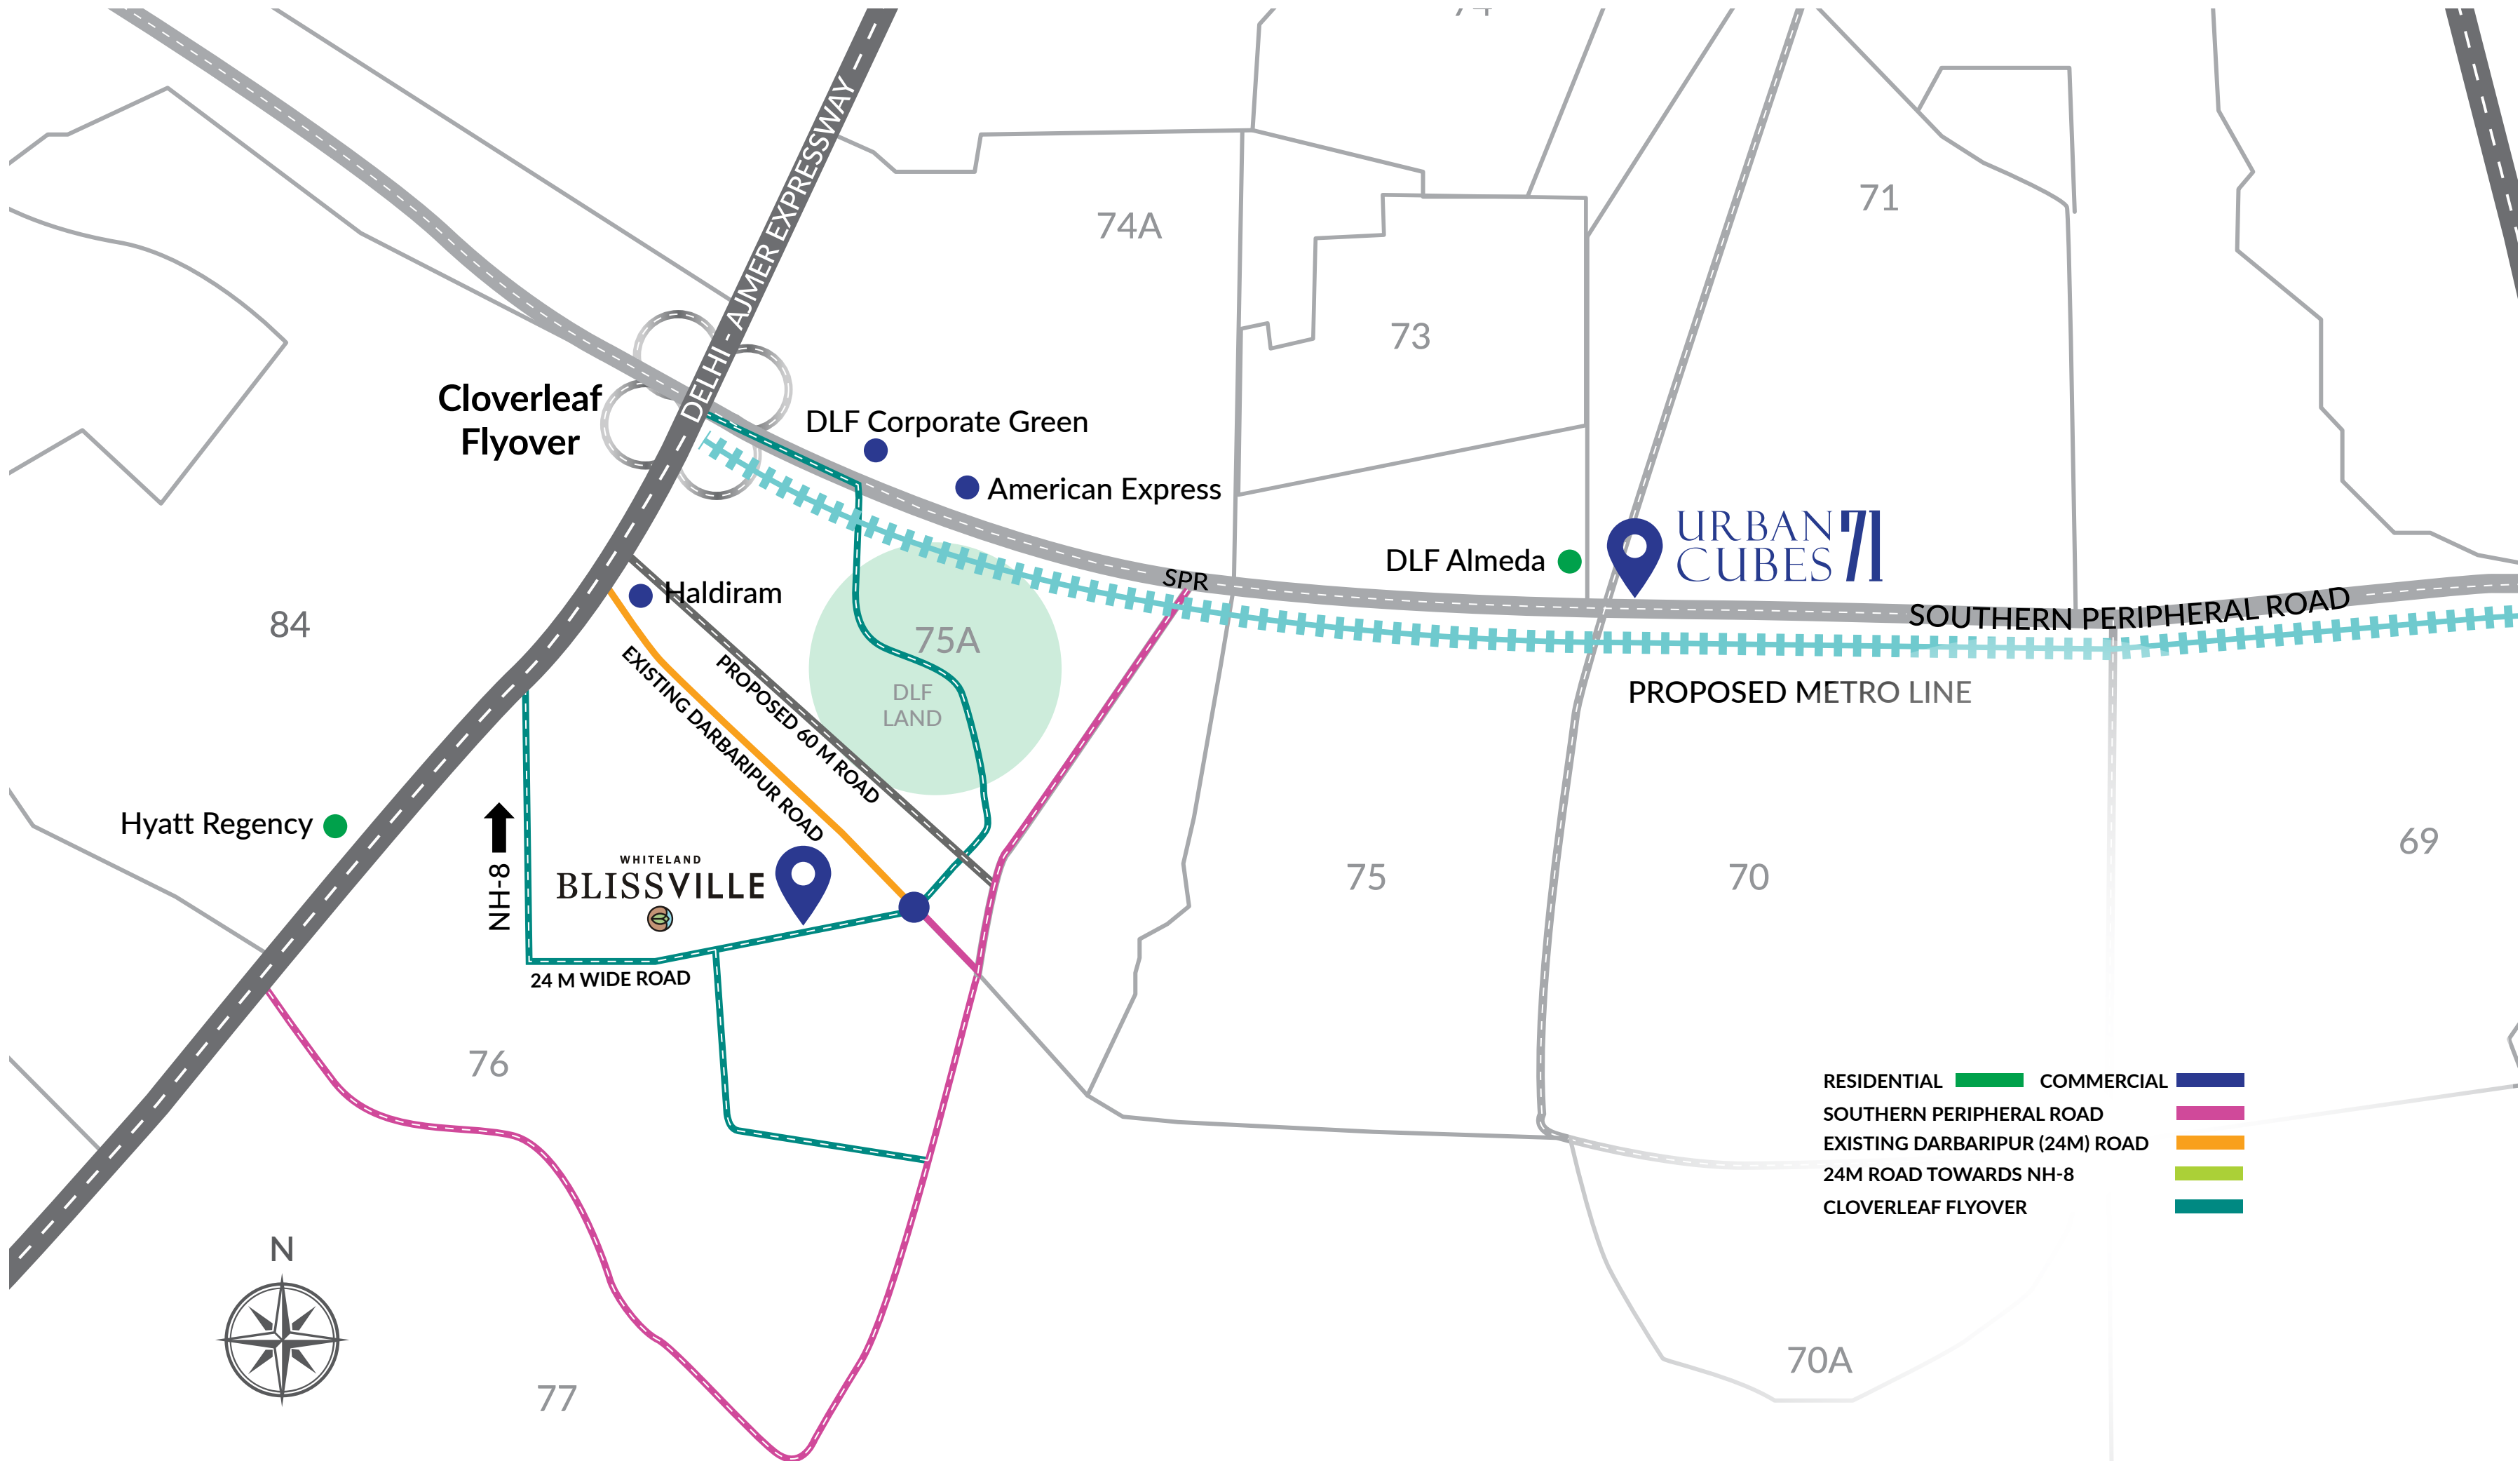 74A
71
DELHI - AJMER EXPRESSWAY
73
Cloverleaf
Flyover
DLF Corporate Green
American Express
DLF Almeda
URBAN
CUBES 71
SPR
SOUTHERN PERIPHERAL ROAD
Haldiram
84
75A
DLF
LAND
PROPOSED METRO LINE
PROPOSED 60 M ROAD
EXISTING DARBARIPUR ROAD
Hyatt Regency
NH-8
WHITELAND
BLISSVILLE
75
70
69
24 M WIDE ROAD
76
RESIDENTIAL
COMMERCIAL
SOUTHERN PERIPHERAL ROAD
EXISTING DARBARIPUR (24M) ROAD
24M ROAD TOWARDS NH-8
CLOVERLEAF FLYOVER
N
70A
77